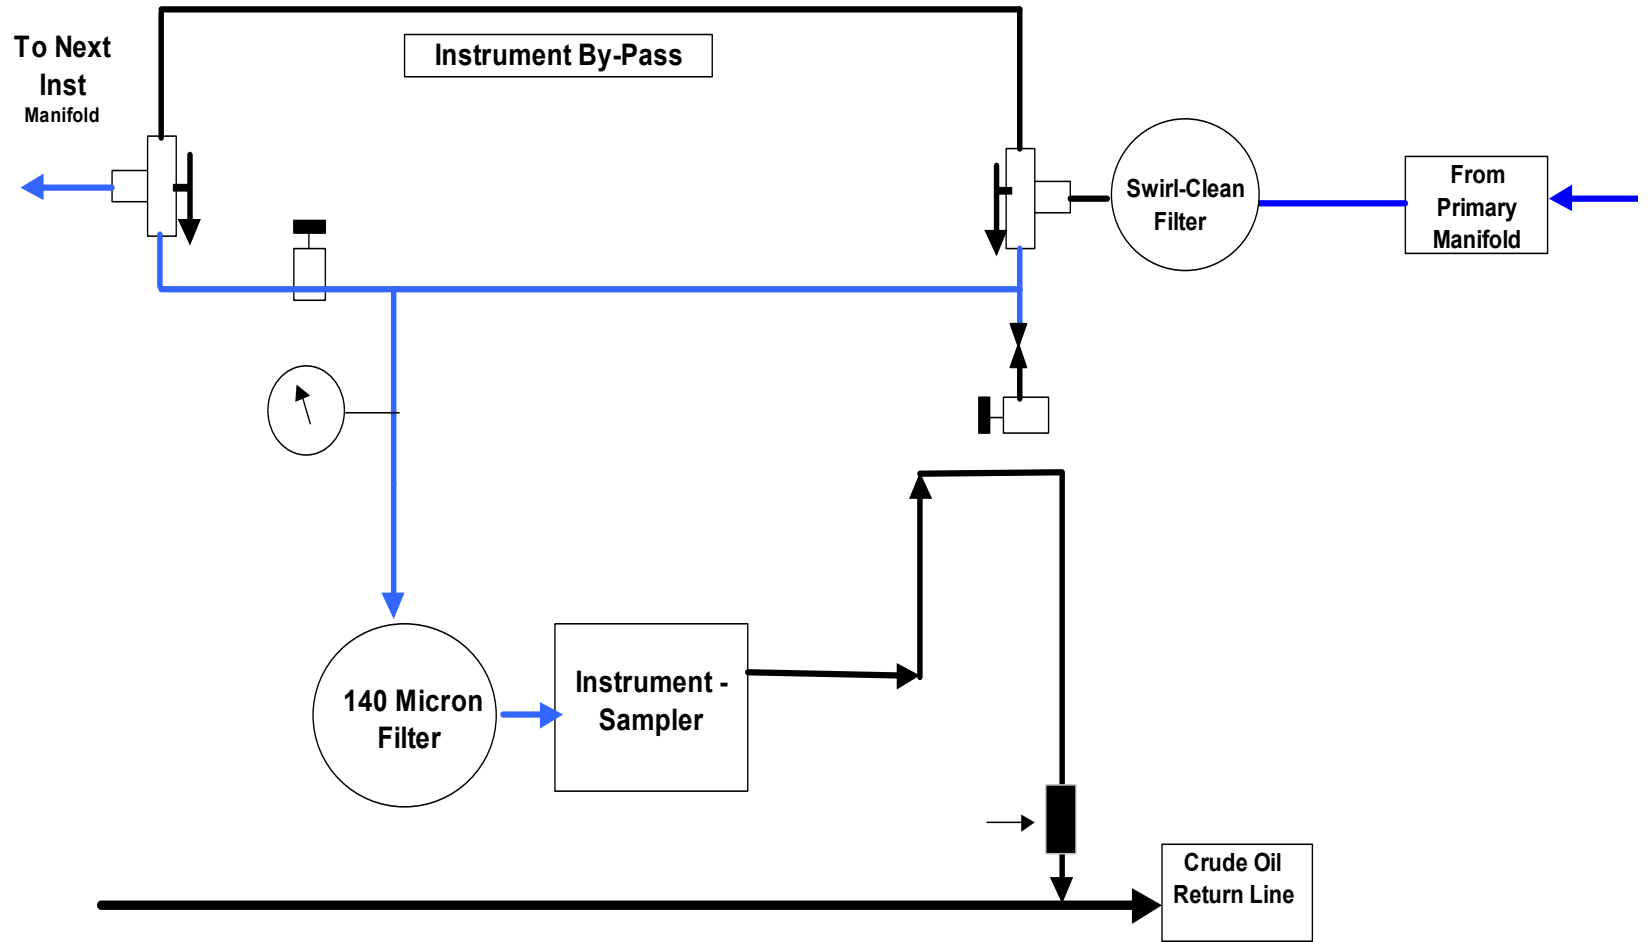 To Next
Inst
Manifold
Instrument By-Pass
Swirl-Clean
Filter
From
Primary
Manifold
140 Micron
Filter
Instrument -
Sampler
Crude Oil
Return Line